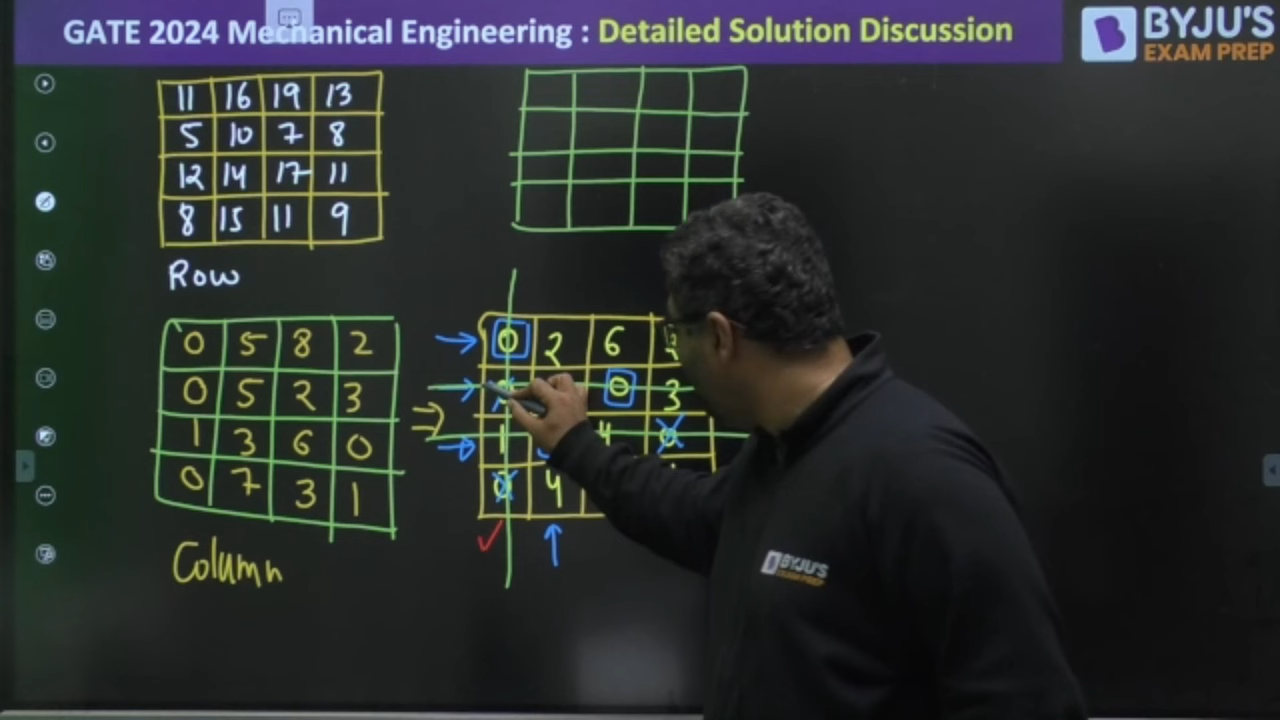 GATE 2024 Mechanical Engineering : Detailed Solution Discussion
BYJU'S
EXAM PREP
11 16 19 13
5 10 7 8
12 14 17 11
8 15 11 9
Row
0 5 8 2
0 5 2 3
1 3 6 0
0 7 3 1
Column
0 2 6
0 3
1 4 0
0 4
BYJU'S
EXAM PREP